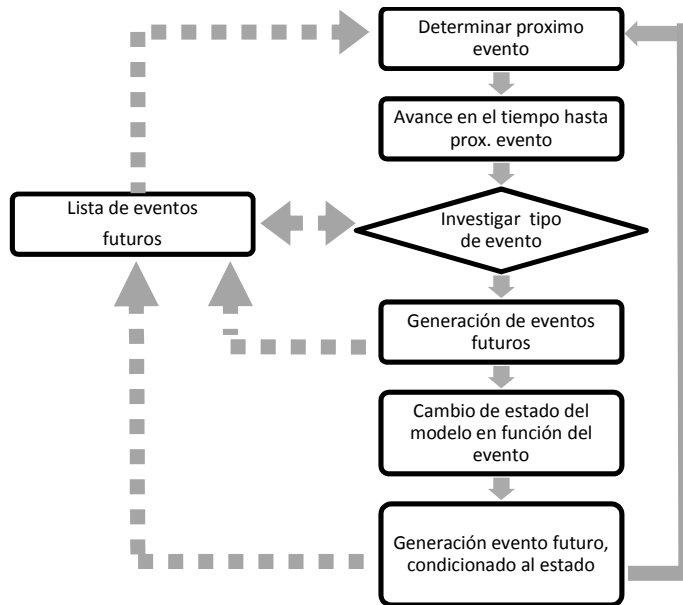 Determinar proximo
evento
Avance en el tiempo hasta
prox. evento
Lista de eventos
futuros
Investigar tipo
de evento
Generación de eventos
futuros
Cambio de estado del
modelo en función del
evento
Generación evento futuro,
condicionado al estado